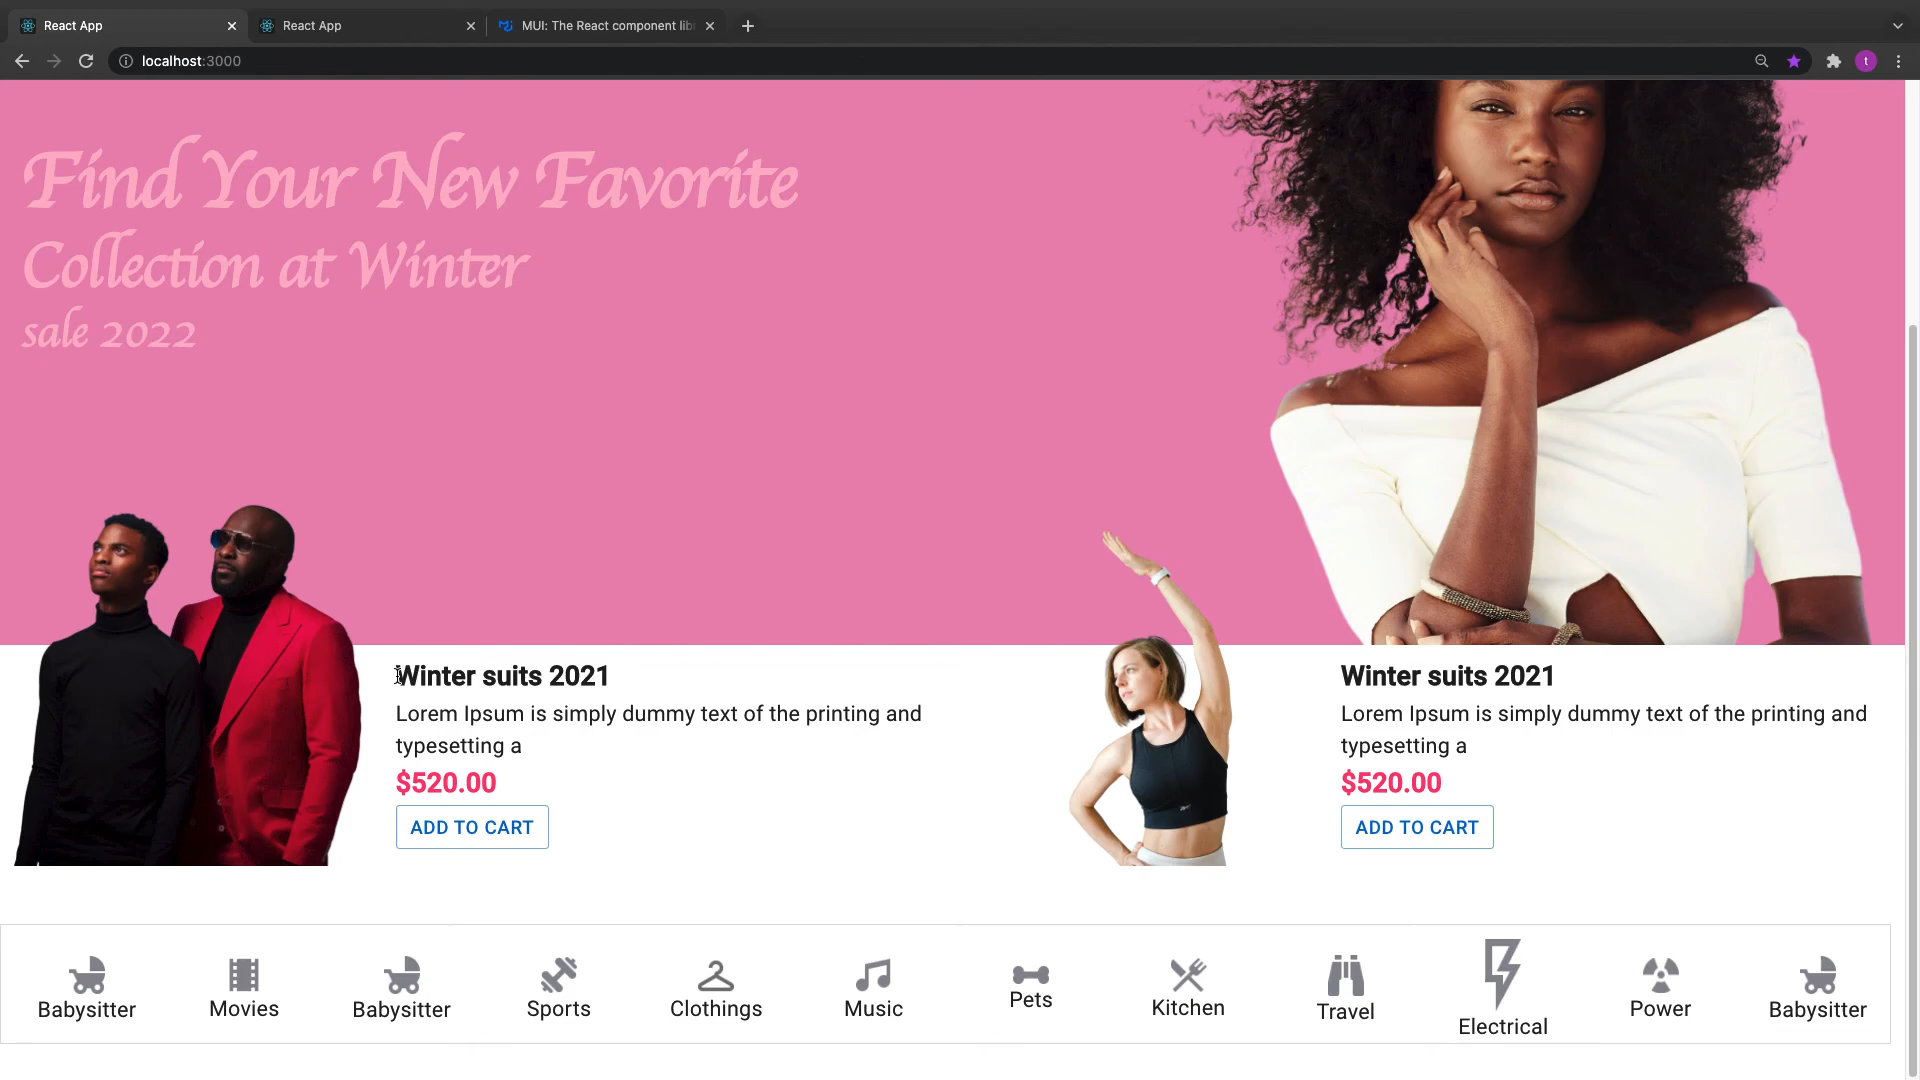 React App
React App
MUI: The React component lib
localhost:3000
t
Find Your New Favorite
Collection at Winter
sale 2022
Winter suits 2021
Lorem Ipsum is simply dummy text of the printing and
typesetting a
$520.00
ADD TO CART
Winter suits 2021
Lorem Ipsum is simply dummy text of the printing and
typesetting a
$520.00
ADD TO CART
Babysitter
Movies
Babysitter
Sports
Clothings
Music
Pets
Kitchen
Travel
Electrical
Power
Babysitter